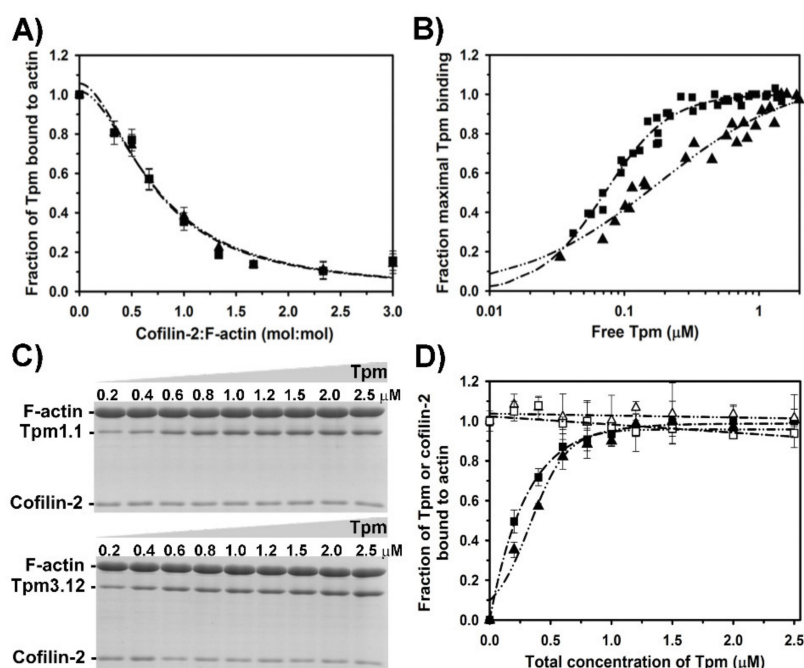 A)
1.2
1.0
0.8
0.6
0.4
0.2
0.0
0.0 0.5 1.0 1.5 2.0 2.5 3.0
Fraction of Tpm bound to actin
Cofilin-2:F-actin (mol:mol)
B)
1.2
1.0
0.8
0.6
0.4
0.2
0.0
0.01 0.1 1
Fraction maximal Tpm binding
Free Tpm (μM)
C)
Tpm
0.2 0.4 0.6 0.8 1.0 1.2 1.5 2.0 2.5 μM
F-actin
Tpm1.1
Cofilin-2
Tpm
0.2 0.4 0.6 0.8 1.0 1.2 1.5 2.0 2.5 μM
F-actin
Tpm3.12
Cofilin-2
D)
1.2
1.0
0.8
0.6
0.4
0.2
0.0
0.0 0.5 1.0 1.5 2.0 2.5
Fraction of Tpm or cofilin-2
bound to actin
Total concentration of Tpm (μM)